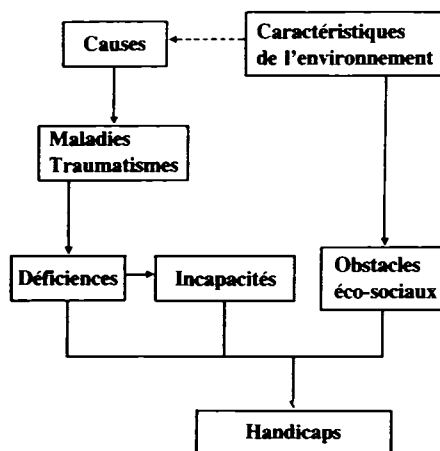 Causes
Caractéristiques
de l'environnement
Maladies
Traumatismes
Déficiences
Incapacités
Obstacles
éco-sociaux
Handicaps